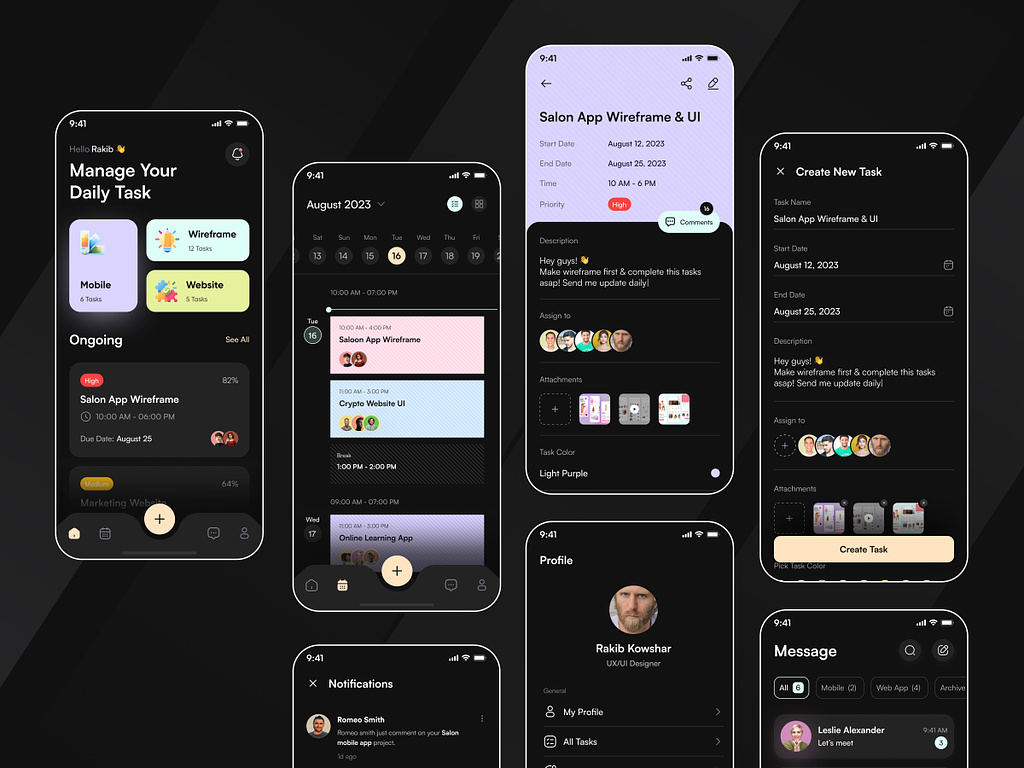 9:41
Hello Rakib 👋
Manage Your
Daily Task
Mobile
6 Tasks
Wireframe
12 Tasks
Website
5 Tasks
Ongoing
See All
High
82%
Salon App Wireframe
10:00 AM - 06:00 PM
Due Date: August 25
Medium
64%
Marketing Website
9:41
August 2023
Sat Sun Mon Tue Wed Thu Fri
13 14 15 16 17 18 19 2
10:00 AM - 07:00 PM
Tue
16
10:00 AM - 4:00 PM
Saloon App Wireframe
11:00 AM - 3:00 PM
Crypto Website UI
Break
1:00 PM - 2:00 PM
09:00 AM - 07:00 PM
Wed
17
11:00 AM - 3:00 PM
Online Learning App
9:41
Notifications
Romeo Smith
Romeo smith just comment on your Salon
mobile app project.
1d ago
9:41
Salon App Wireframe & UI
Start Date August 12, 2023
End Date August 25, 2023
Time 10 AM - 6 PM
Priority High
16
Comments
Description
Hey guys! 👋
Make wireframe first & complete this tasks
asap! Send me update daily|
Assign to
Attachments
Task Color
Light Purple
9:41
Profile
Rakib Kowshar
UX/UI Designer
General
My Profile
All Tasks
9:41
Create New Task
Task Name
Salon App Wireframe & UI
Start Date
August 12, 2023
End Date
August 25, 2023
Description
Hey guys! 👋
Make wireframe first & complete this tasks
asap! Send me update daily|
Assign to
Attachments
Create Task
Pick Task Color
9:41
Message
All 6
Mobile (2)
Web App (4)
Archive
Leslie Alexander
9:41 AM
Let's meet
3